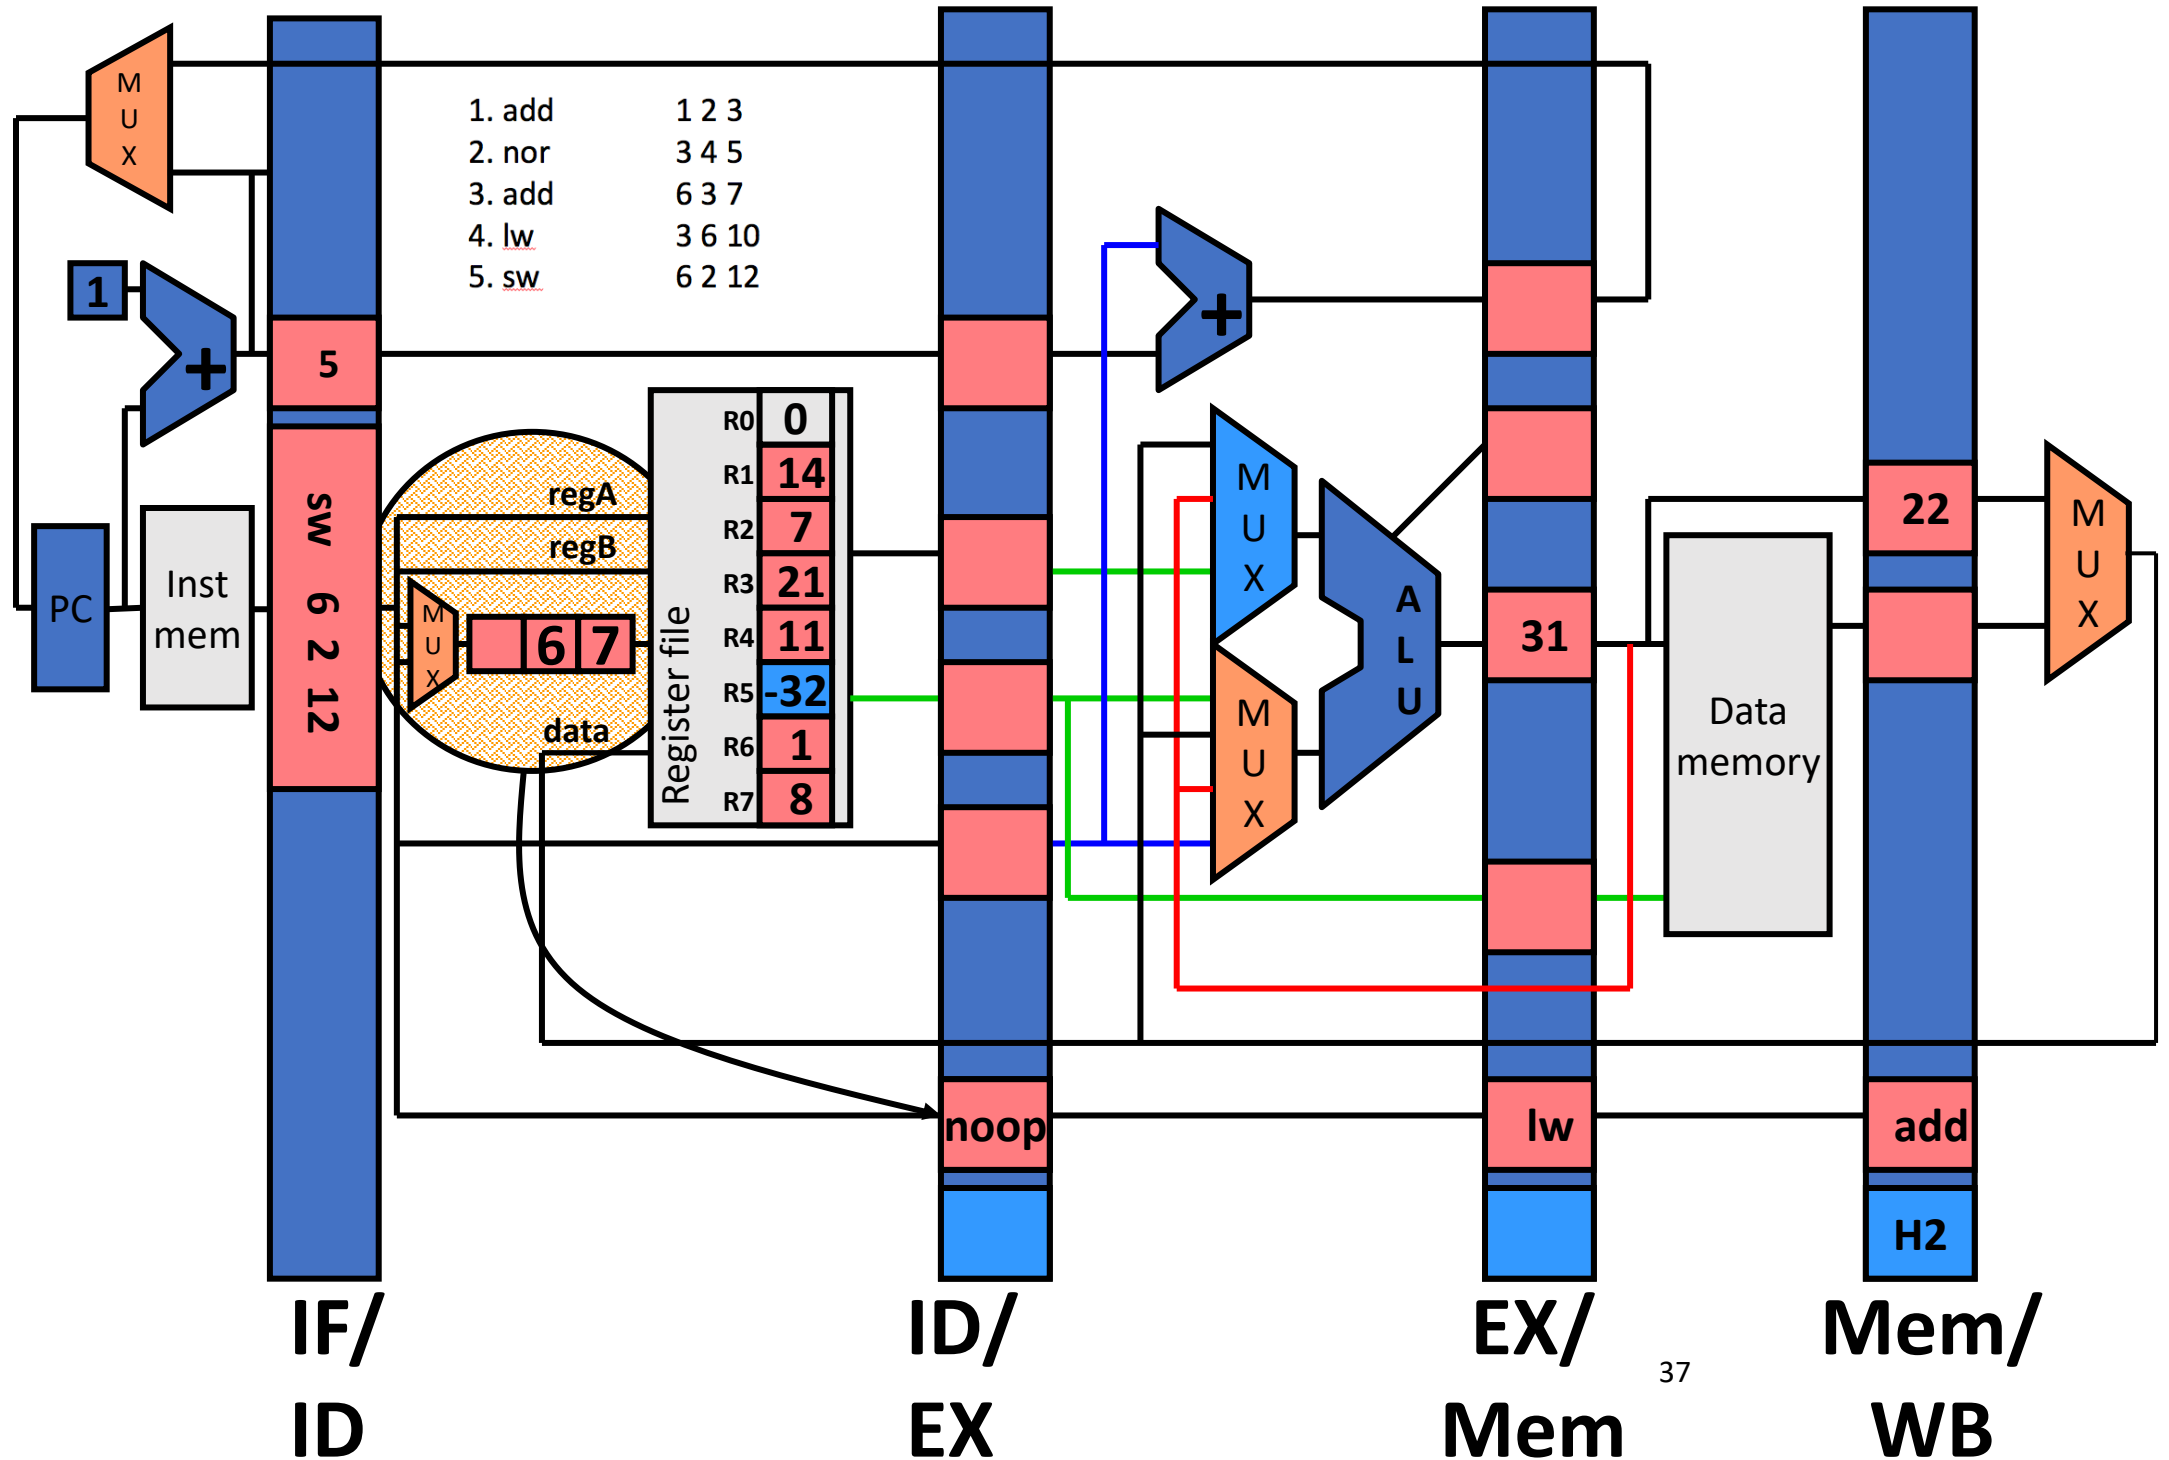 M
U
X
1. add 1 2 3
2. nor 3 4 5
3. add 6 3 7
4. lw 3 6 10
5. sw 6 2 12
1
+
+
5
R0 0
R1 14
R2 7
R3 21
R4 11
R5 -32
R6 1
R7 8
Register file
regA
regB
M
U
X
6 7
data
sw 6 2 12
PC
Inst
mem
M
U
X
M
U
X
A
L
U
31
22
Data
memory
M
U
X
noop
lw
add
H2
IF/
ID
ID/
EX
EX/
Mem
37
Mem/
WB